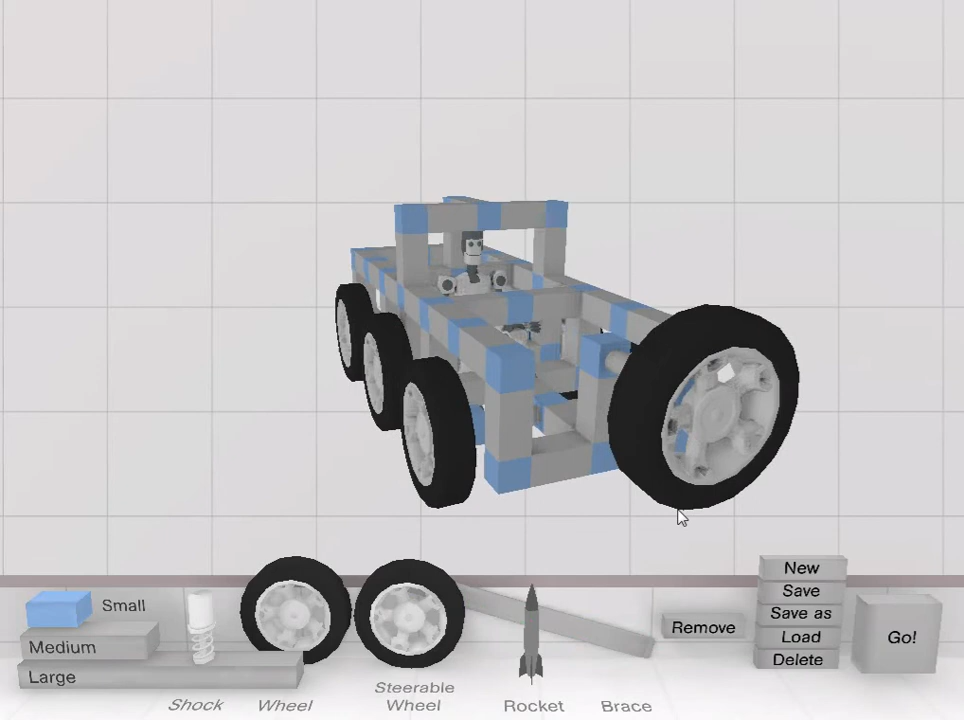 Small
Medium
Large
Shock
Wheel
Steerable
Wheel
Rocket
Brace
Remove
New
Save
Save as
Load
Delete
Go!